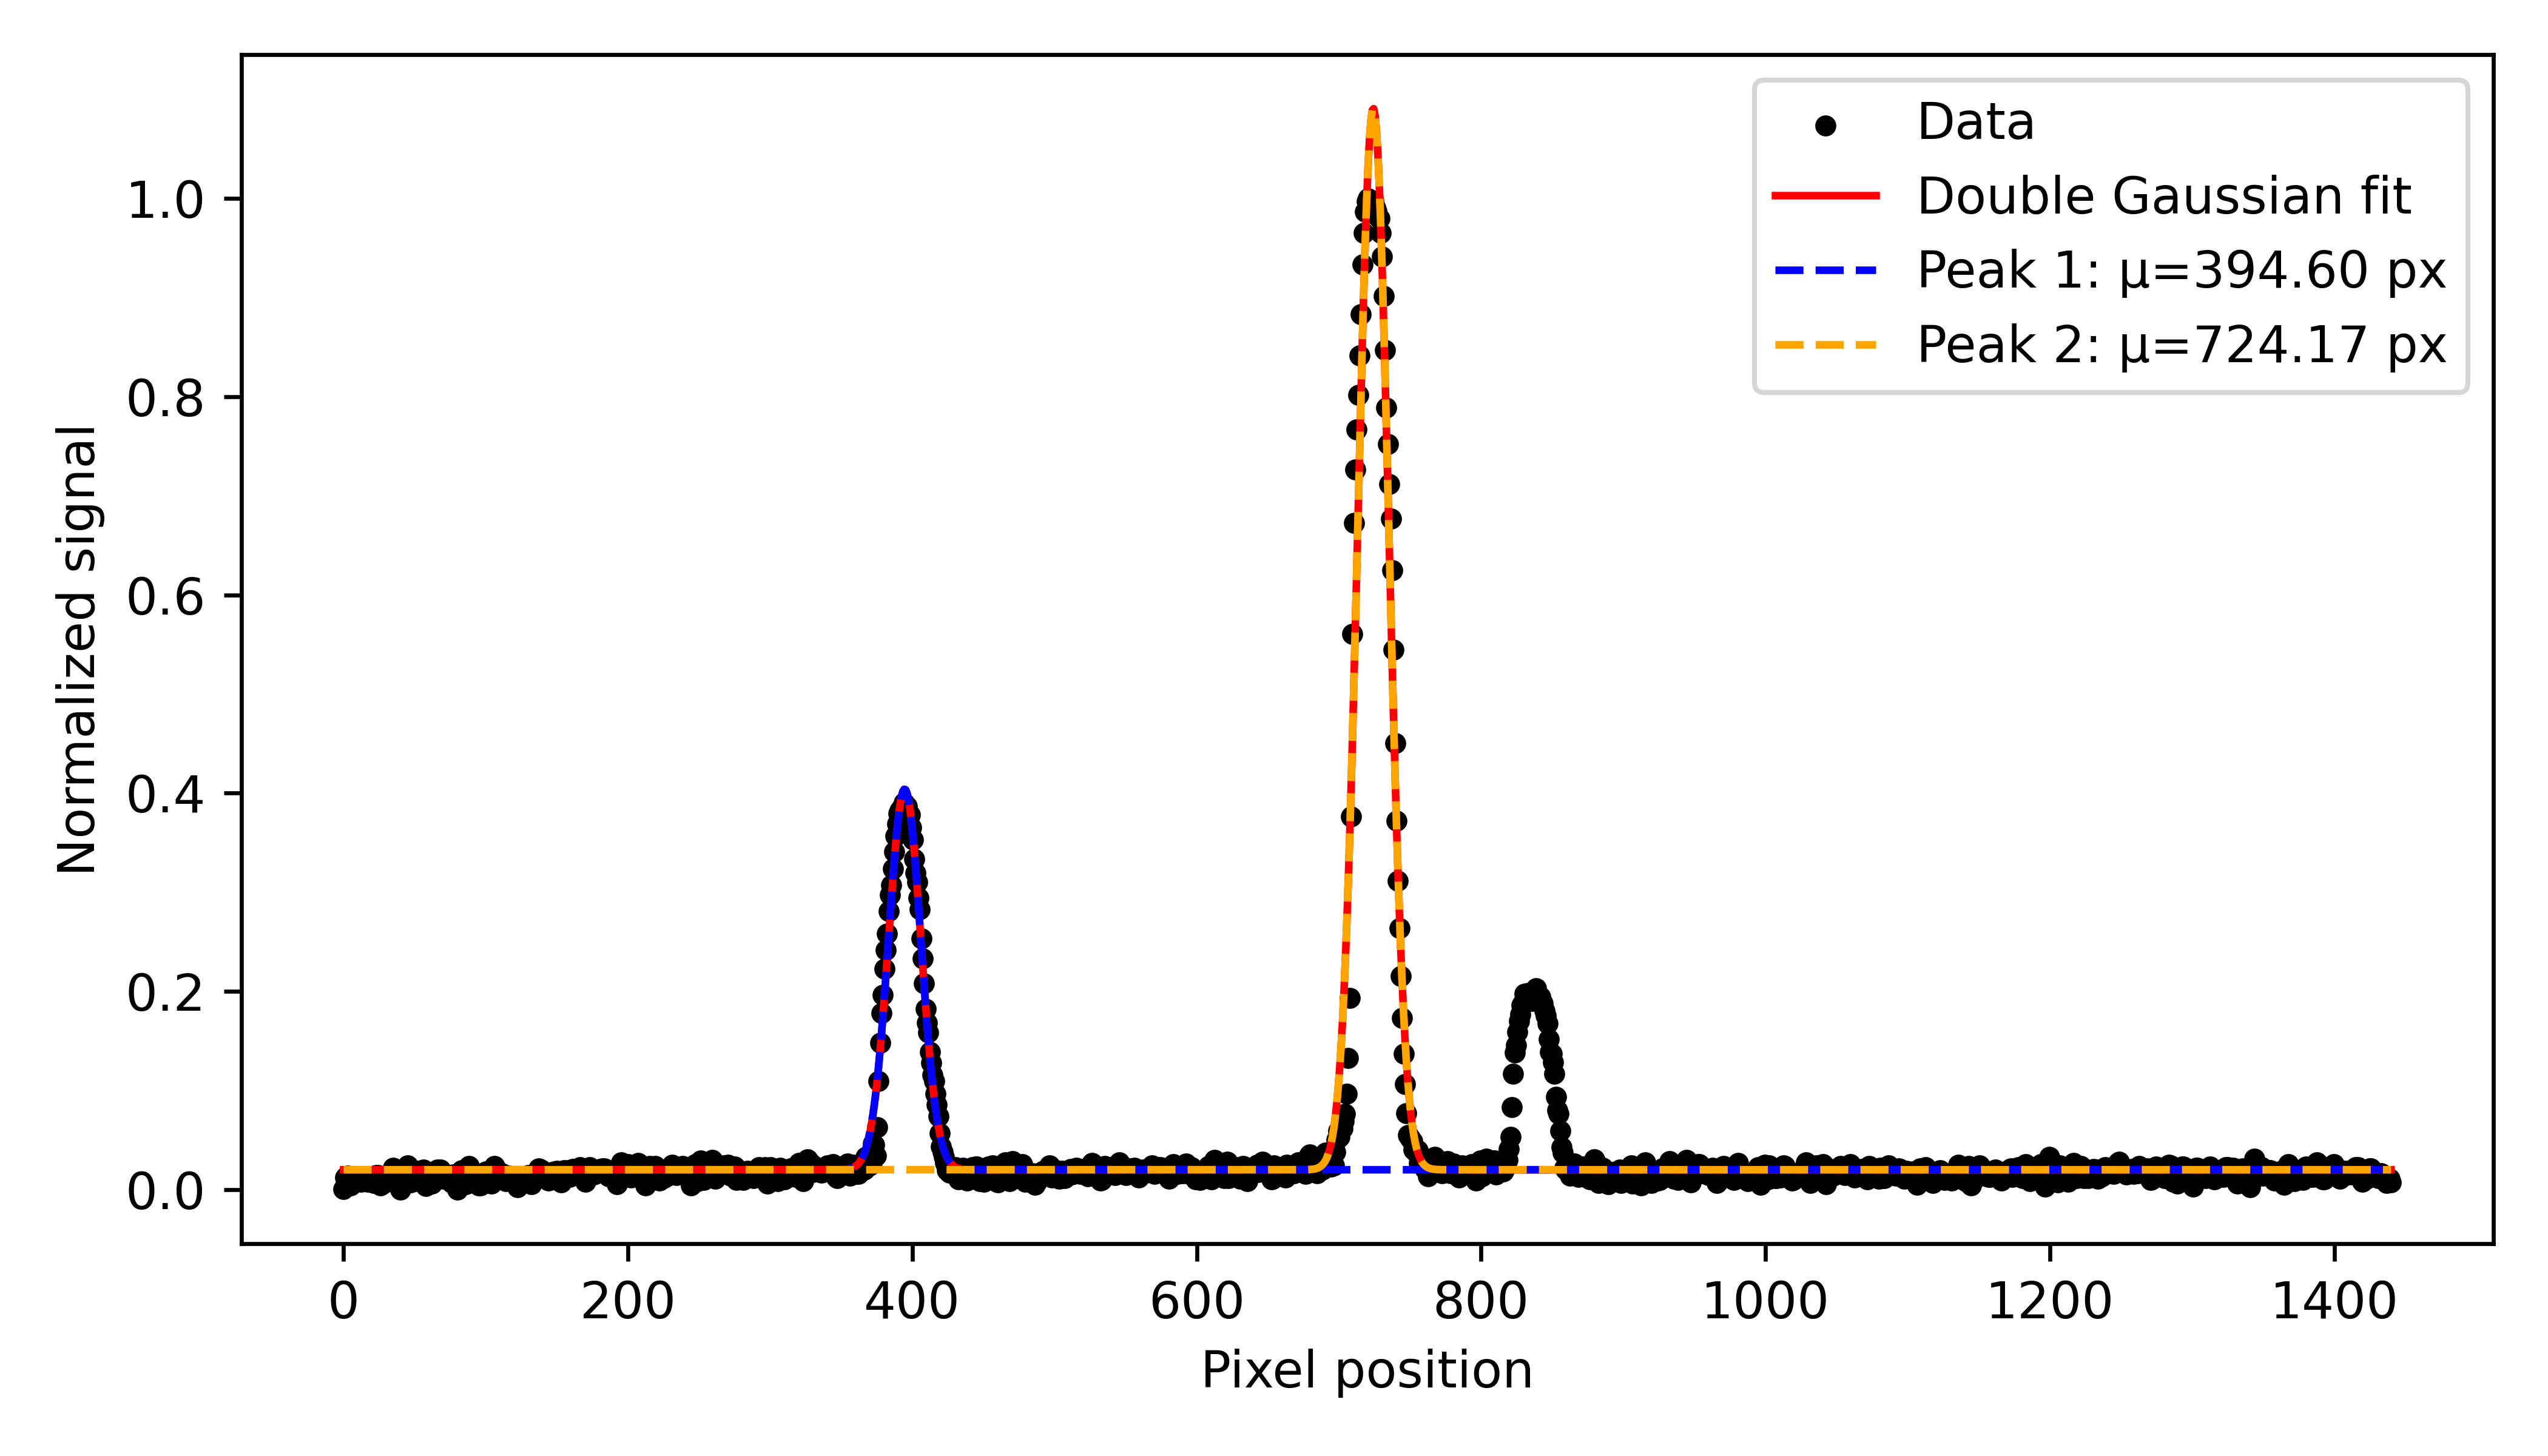 Data
Double Gaussian fit
Peak 1: μ=394.60 px
Peak 2: μ=724.17 px
1.0
0.8
0.6
0.4
0.2
0.0
Normalized signal
0 200 400 600 800 1000 1200 1400
Pixel position